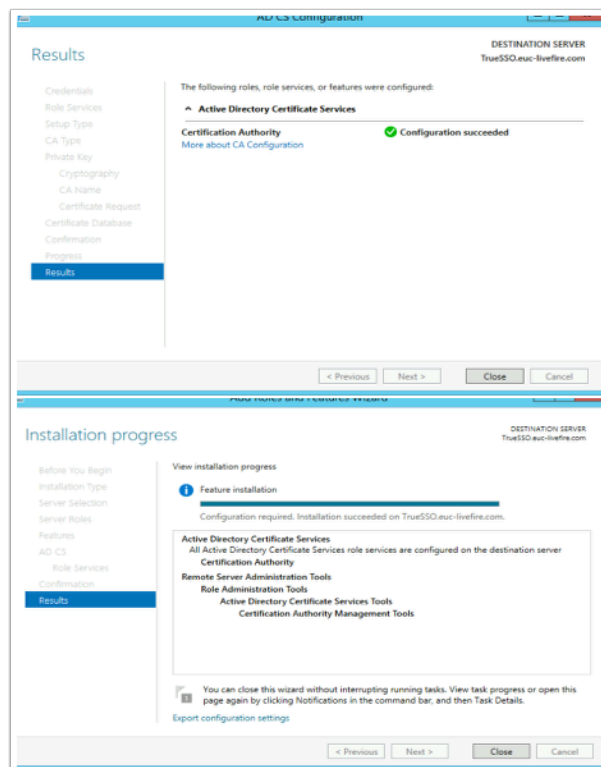 AD CS Configuration
Results
DESTINATION SERVER
TrueSSO.euc-livefire.com
Credentials
Role Services
Setup Type
CA Type
Private Key
Cryptography
CA Name
Certificate Request
Certificate Database
Confirmation
Progress
Results
The following roles, role services, or features were configured:
Active Directory Certificate Services
Certification Authority
Configuration succeeded
More about CA Configuration
< Previous
Next >
Close
Cancel
Add Roles and Features Wizard
Installation progress
DESTINATION SERVER
TrueSSO.euc-livefire.com
Before You Begin
Installation Type
Server Selection
Server Roles
Features
AD CS
Role Services
Confirmation
Results
View installation progress
Feature installation
Configuration required. Installation succeeded on TrueSSO.euc-livefire.com.
Active Directory Certificate Services
All Active Directory Certificate Services role services are configured on the destination server
Certification Authority
Remote Server Administration Tools
Role Administration Tools
Active Directory Certificate Services Tools
Certification Authority Management Tools
1
You can close this wizard without interrupting running tasks. View task progress or open this
page again by clicking Notifications in the command bar, and then Task Details.
Export configuration settings
< Previous
Next >
Close
Cancel